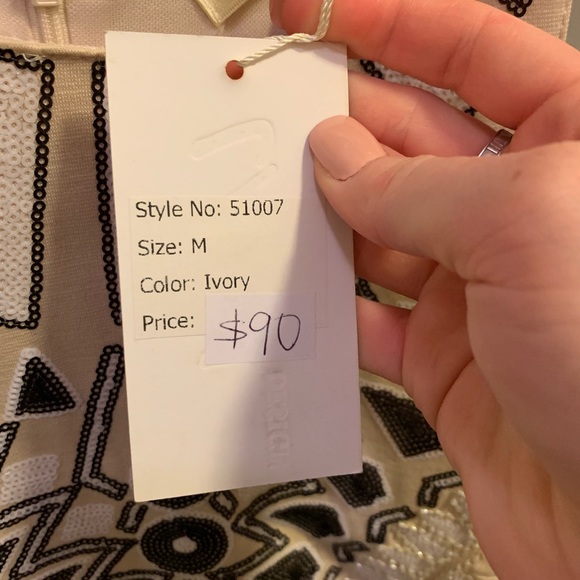 Style No: 51007
Size: M
Color: Ivory
Price: $90